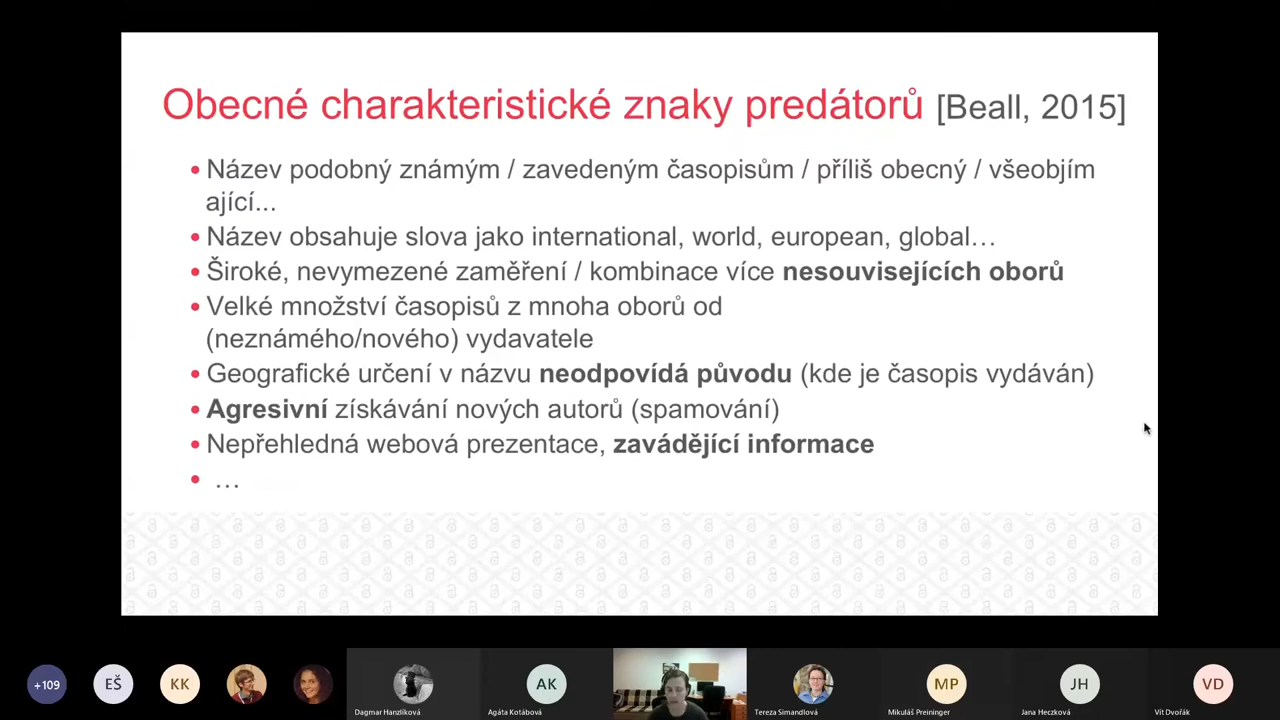 Obecné charakteristické znaky predátorů [Beall, 2015]
• Název podobný známým / zavedeným časopisům / příliš obecný / všeobjím
ající...
• Název obsahuje slova jako international, world, european, global…
• Široké, nevymezené zaměření / kombinace více nesouvisejících oborů
• Velké množství časopisů z mnoha oborů od
(neznámého/nového) vydavatele
• Geografické určení v názvu neodpovídá původu (kde je časopis vydáván)
• Agresivní získávání nových autorů (spamování)
• Nepřehledná webová prezentace, zavádějící informace
• …
+109 EŠ KK AK MP JH VD
Dagmar Hanzlíková Agáta Kotábová Tereza Simandlová Mikuláš Preininger Jana Heczková Vít Dvořák